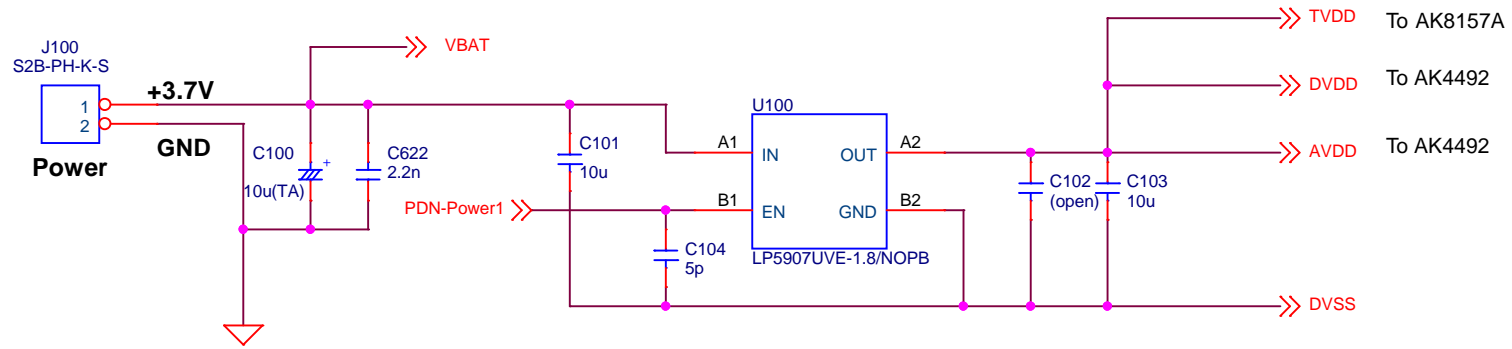 J100
S2B-PH-K-S
1
2
Power
+3.7V
GND
VBAT
C100
+
10u(TA)
C622
2.2n
C101
10u
PDN-Power1
C104
5p
U100
A1
IN
OUT
A2
B1
EN
GND
B2
LP5907UVE-1.8/NOPB
C102
(open)
C103
10u
TVDD
To AK8157A
DVDD
To AK4492
AVDD
To AK4492
DVSS